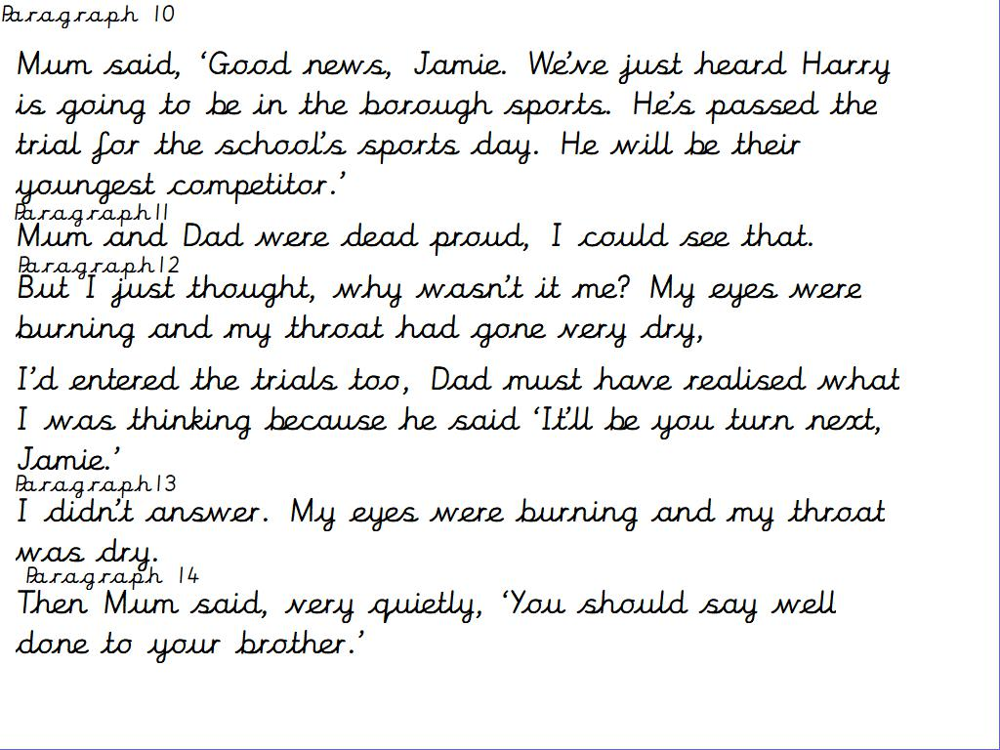 Paragraph 10
Mum said, ‘Good news, Jamie. We’ve just heard Harry
is going to be in the borough sports. He’s passed the
trial for the school’s sports day. He will be their
youngest competitor.’
Paragraph11
Mum and Dad were dead proud, I could see that.
Paragraph12
But I just thought, why wasn’t it me? My eyes were
burning and my throat had gone very dry,
I’d entered the trials too, Dad must have realised what
I was thinking because he said ‘It’ll be you turn next,
Jamie.’
Paragraph13
I didn’t answer. My eyes were burning and my throat
was dry.
Paragraph 14
Then Mum said, very quietly, ‘You should say well
done to your brother.’